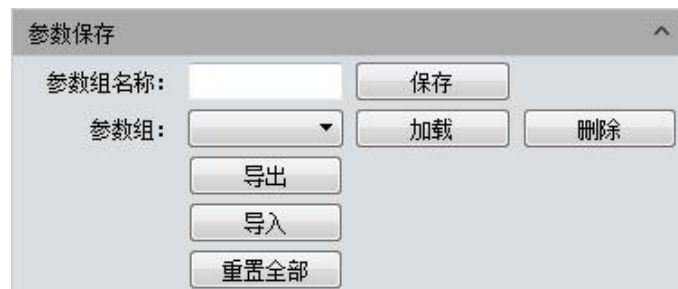 参数保存
参数组名称： 保存
参数组： 加载 删除
导出
导入
重置全部